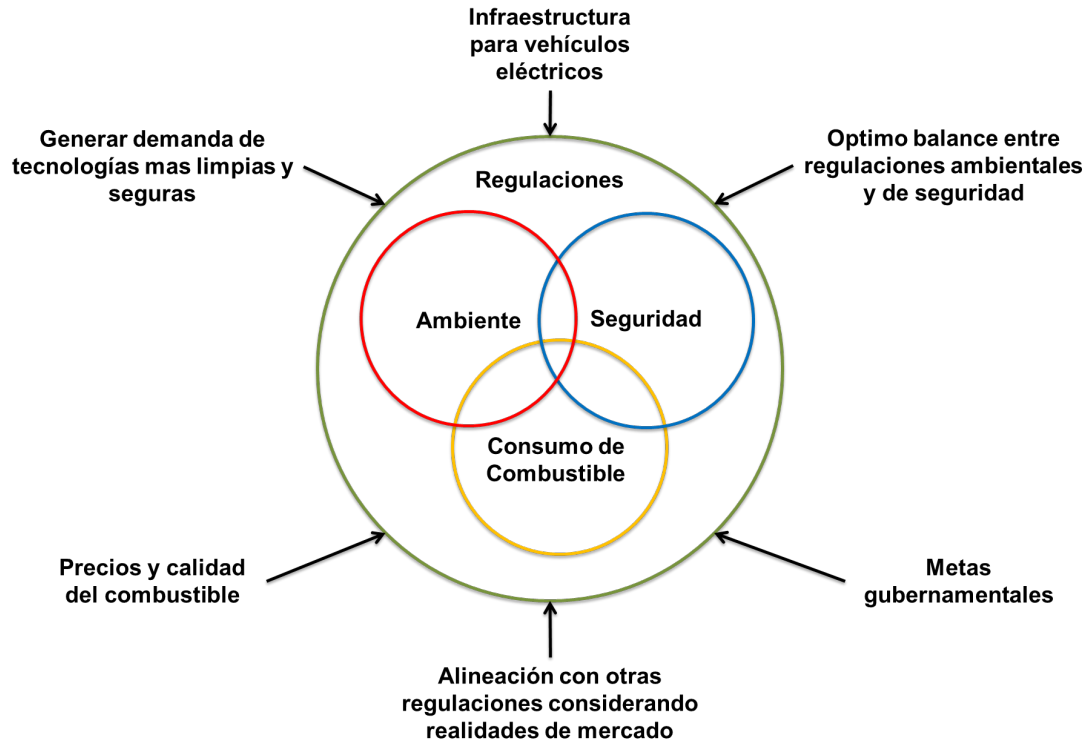 Infraestructura
para vehículos
eléctricos
Generar demanda de
tecnologías mas limpias y
seguras
Optimo balance entre
regulaciones ambientales
y de seguridad
Regulaciones
Ambiente
Seguridad
Consumo de
Combustible
Precios y calidad
del combustible
Metas
gubernamentales
Alineación con otras
regulaciones considerando
realidades de mercado